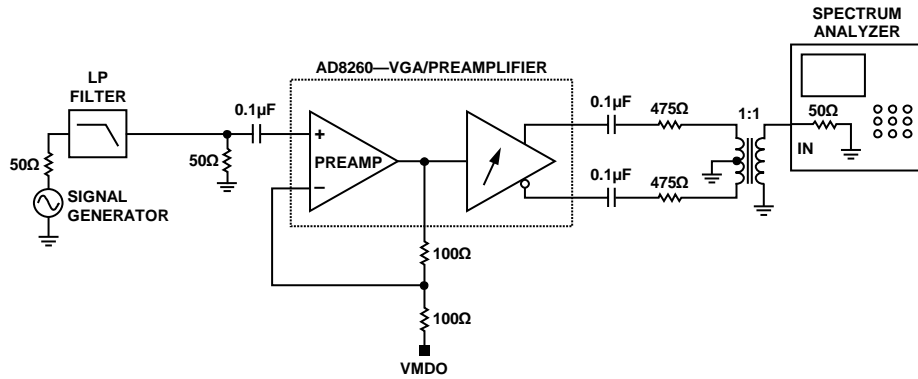 SPECTRUM
ANALYZER
AD8260—VGA/PREAMPLIFIER
LP
FILTER
0.1µF
0.1µF
475Ω
1:1
50Ω
IN
50Ω
50Ω
+
PREAMP
–
0.1µF
475Ω
SIGNAL
GENERATOR
100Ω
100Ω
VMDO